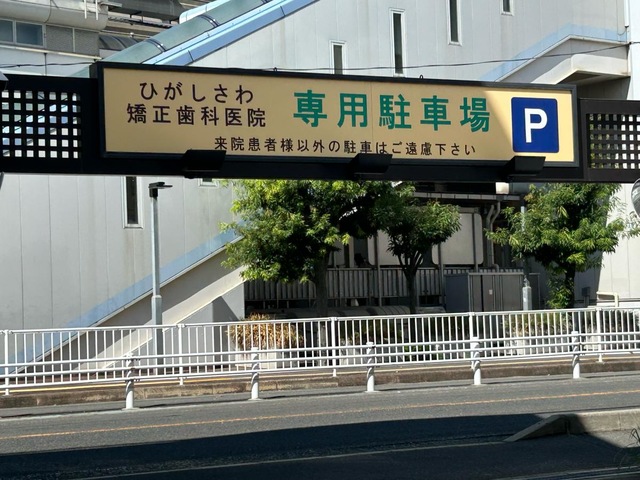 ひがしさわ
矯正歯科医院
専用駐車場
P
来院患者様以外の駐車はご遠慮下さい